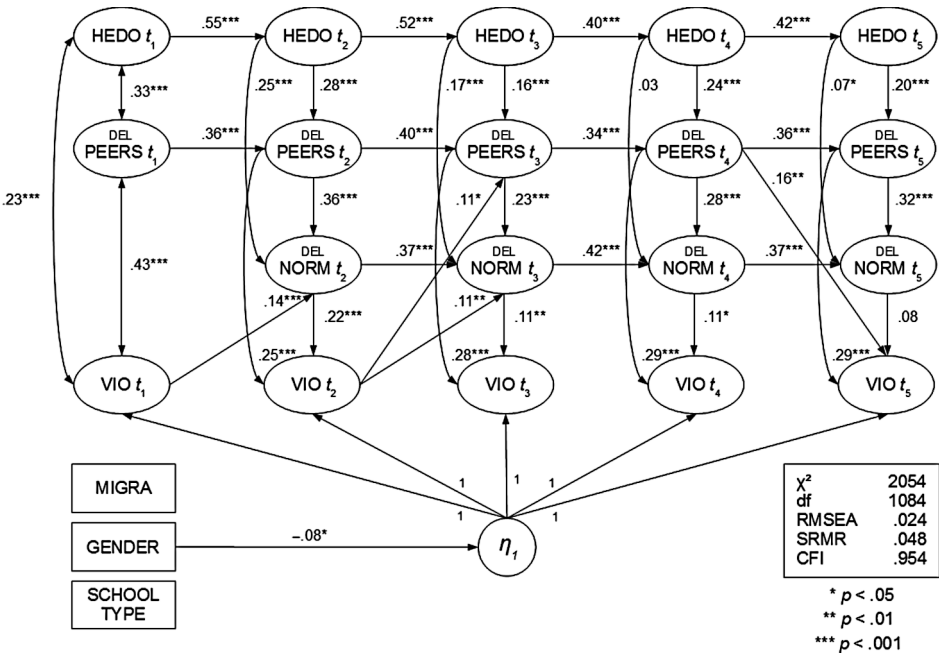 HEDO t1 .55*** HEDO t2 .52*** HEDO t3 .40*** HEDO t4 .42*** HEDO t5
.33*** .25*** .28*** .17*** .16*** .03 .24*** .07* .20***
DEL PEERS t1 .36*** DEL PEERS t2 .40*** DEL PEERS t3 .34*** DEL PEERS t4 .36*** DEL PEERS t5
.23*** .36*** .11* .23*** .28*** .16** .32***
.43*** DEL NORM t2 .37*** DEL NORM t3 .42*** DEL NORM t4 .37*** DEL NORM t5
.14*** .22*** .11** .11** .11* .08
.25*** .28*** .29*** .29***
VIO t1 VIO t2 VIO t3 VIO t4 VIO t5
1 1 1
1 1
MIGRA
GENDER –.08* η1
SCHOOL
TYPE
χ² 2054
df 1084
RMSEA .024
SRMR .048
CFI .954
* p < .05
** p < .01
*** p < .001